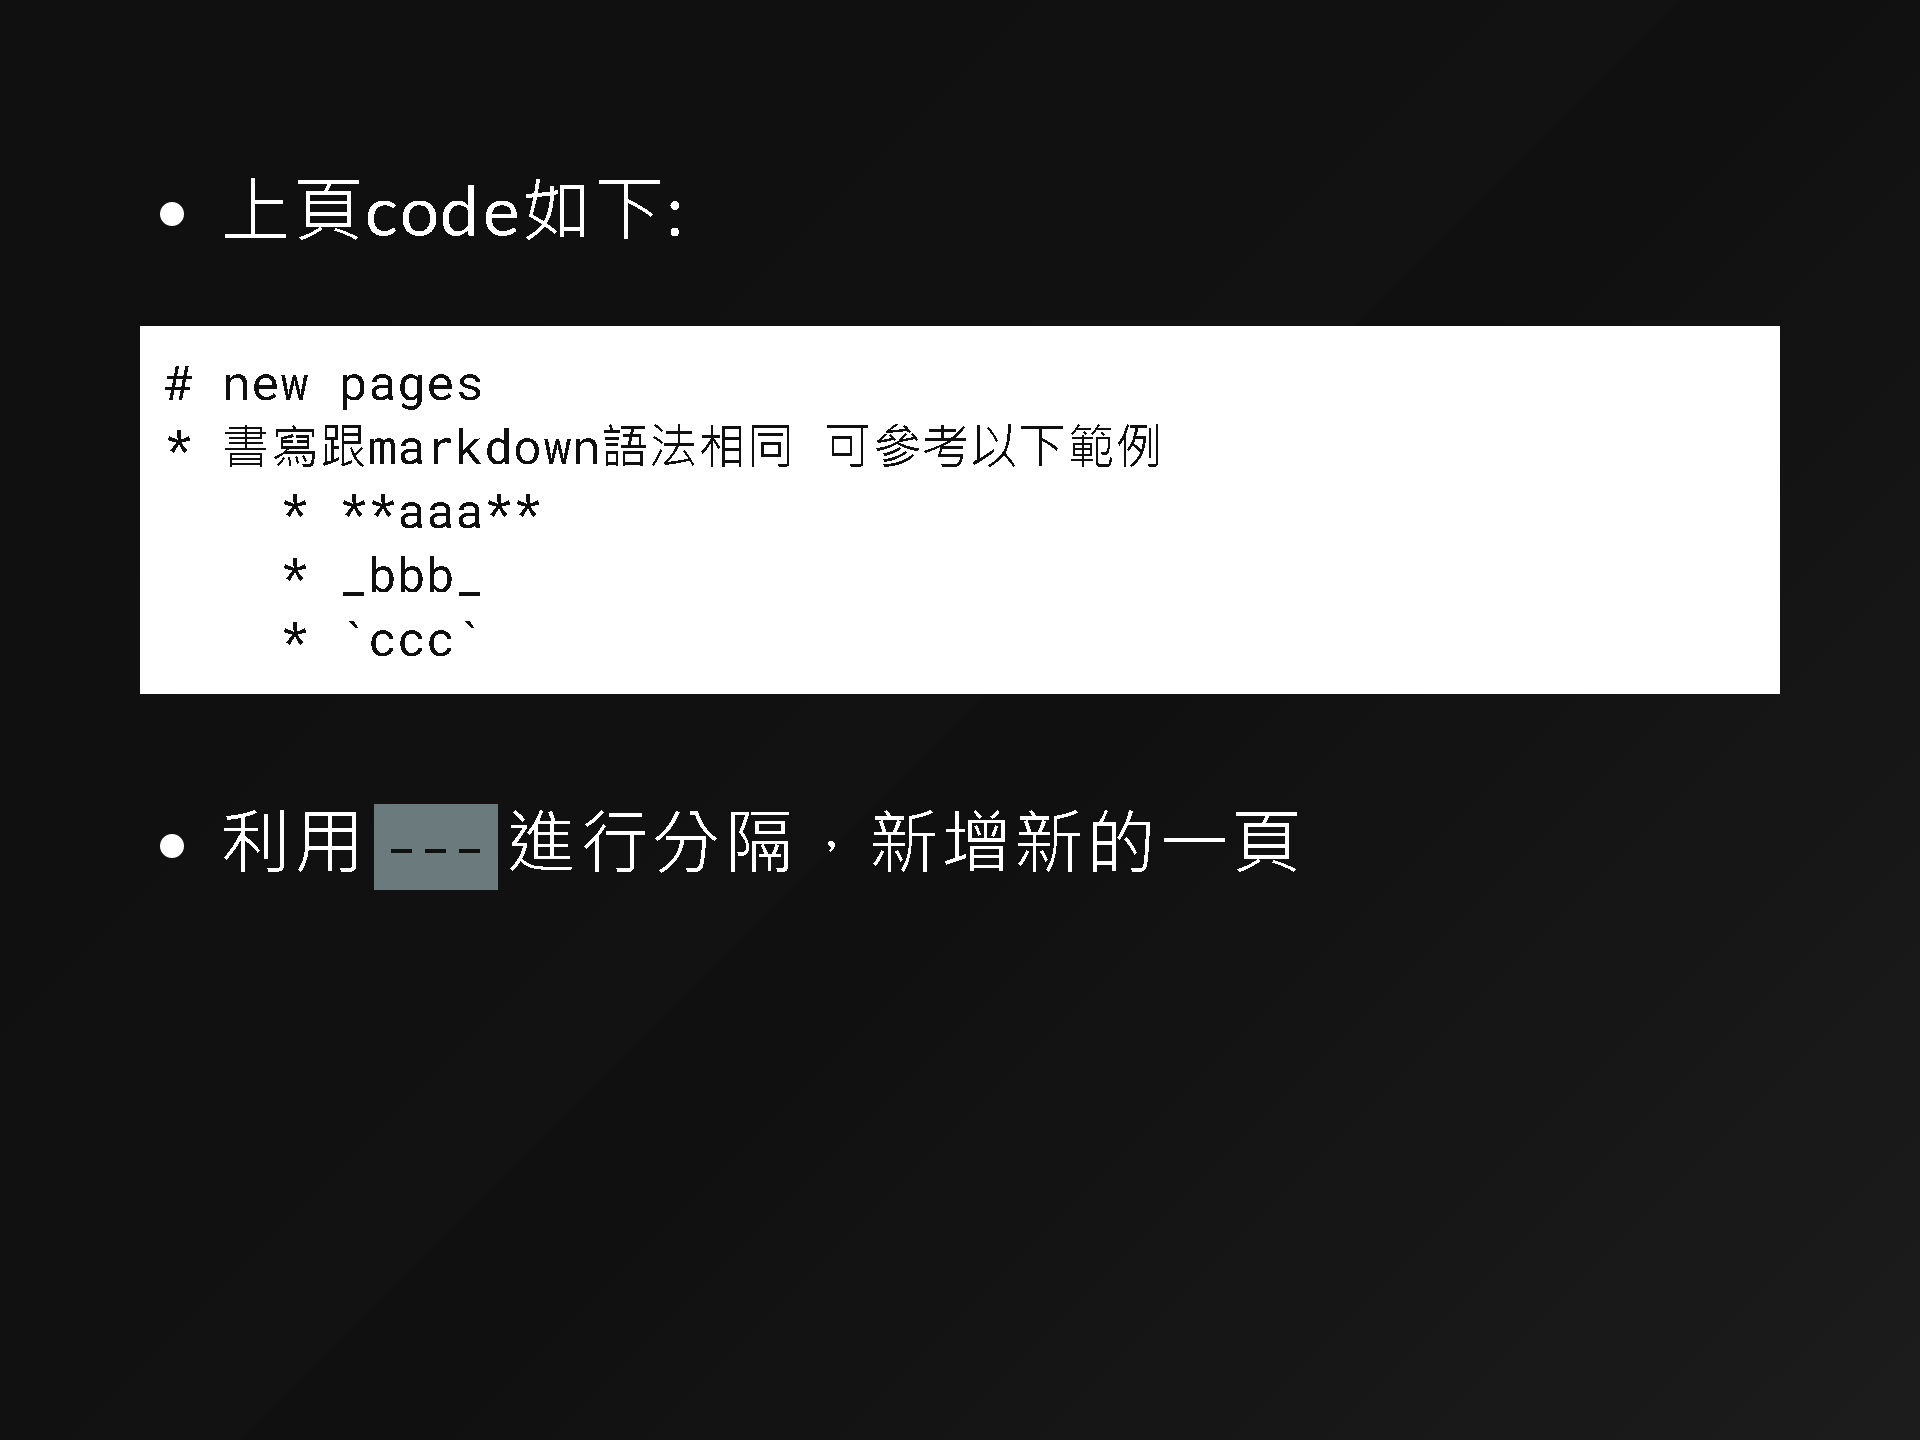 • 上頁code如下:
# new pages
* 書寫跟markdown語法相同 可參考以下範例
    * **aaa**
    * _bbb_
    * `ccc`
• 利用 --- 進行分隔，新增新的一頁